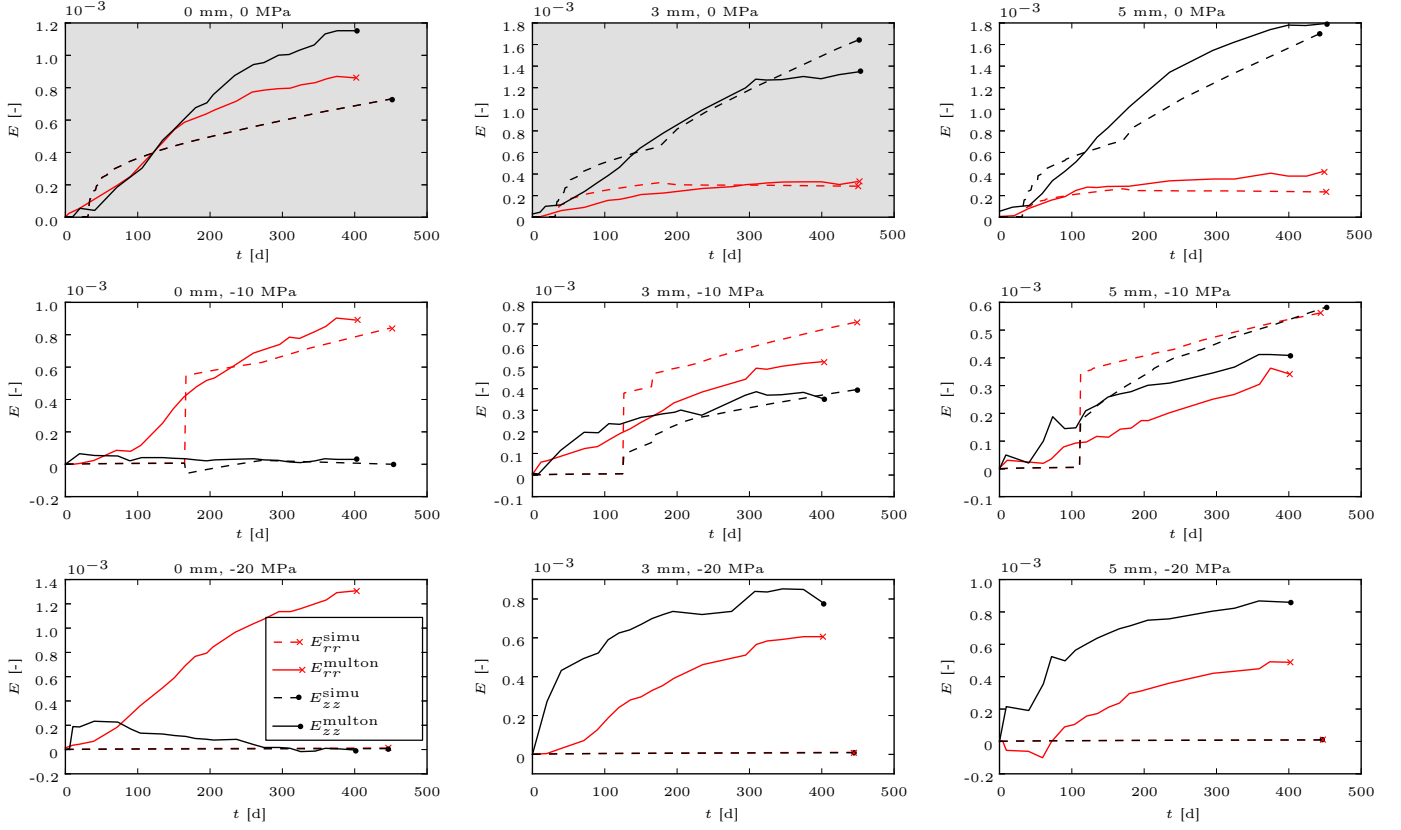 10⁻³
0 mm, 0 MPa
1.2
1.0
0.8
0.6
0.4
0.2
0.0
E [-]
0 100 200 300 400 500
t [d]
10⁻³
3 mm, 0 MPa
1.8
1.6
1.4
1.2
1.0
0.8
0.6
0.4
0.2
0
E [-]
0 100 200 300 400 500
t [d]
10⁻³
5 mm, 0 MPa
1.8
1.6
1.4
1.2
1.0
0.8
0.6
0.4
0.2
0
E [-]
0 100 200 300 400 500
t [d]
10⁻³
0 mm, -10 MPa
1.0
0.8
0.6
0.4
0.2
0
-0.2
E [-]
0 100 200 300 400 500
t [d]
10⁻³
3 mm, -10 MPa
0.8
0.7
0.6
0.5
0.4
0.3
0.2
0.1
0
-0.1
E [-]
0 100 200 300 400 500
t [d]
10⁻³
5 mm, -10 MPa
0.6
0.5
0.4
0.3
0.2
0.1
0
-0.1
E [-]
0 100 200 300 400 500
t [d]
10⁻³
0 mm, -20 MPa
1.4
1.2
1.0
0.8
0.6
0.4
0.2
0
-0.2
E [-]
E_rr^simu
E_rr^multon
E_zz^simu
E_zz^multon
0 100 200 300 400 500
t [d]
10⁻³
3 mm, -20 MPa
0.8
0.6
0.4
0.2
0
E [-]
0 100 200 300 400 500
t [d]
10⁻³
5 mm, -20 MPa
1.0
0.8
0.6
0.4
0.2
0
-0.2
E [-]
0 100 200 300 400 500
t [d]